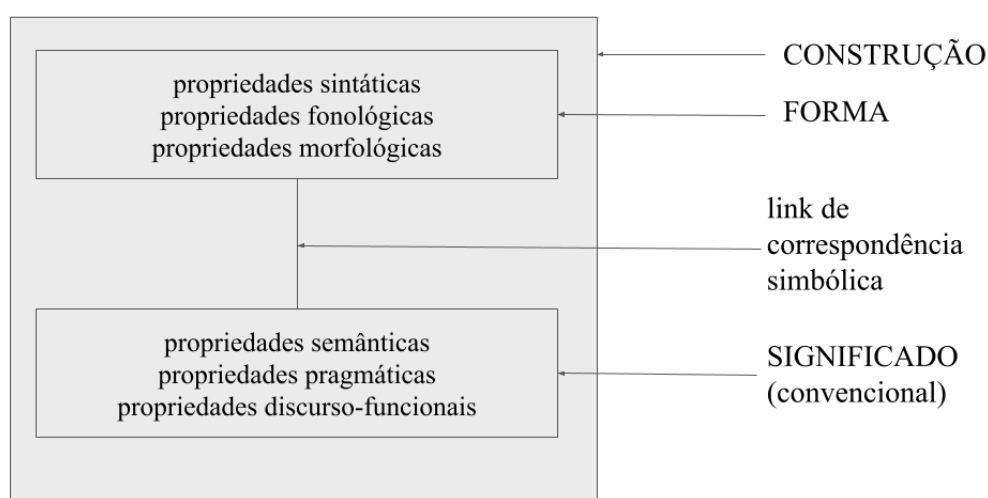 propriedades sintáticas
propriedades fonológicas
propriedades morfológicas
CONSTRUÇÃO
FORMA
link de
correspondência
simbólica
propriedades semânticas
propriedades pragmáticas
propriedades discurso-funcionais
SIGNIFICADO
(convencional)